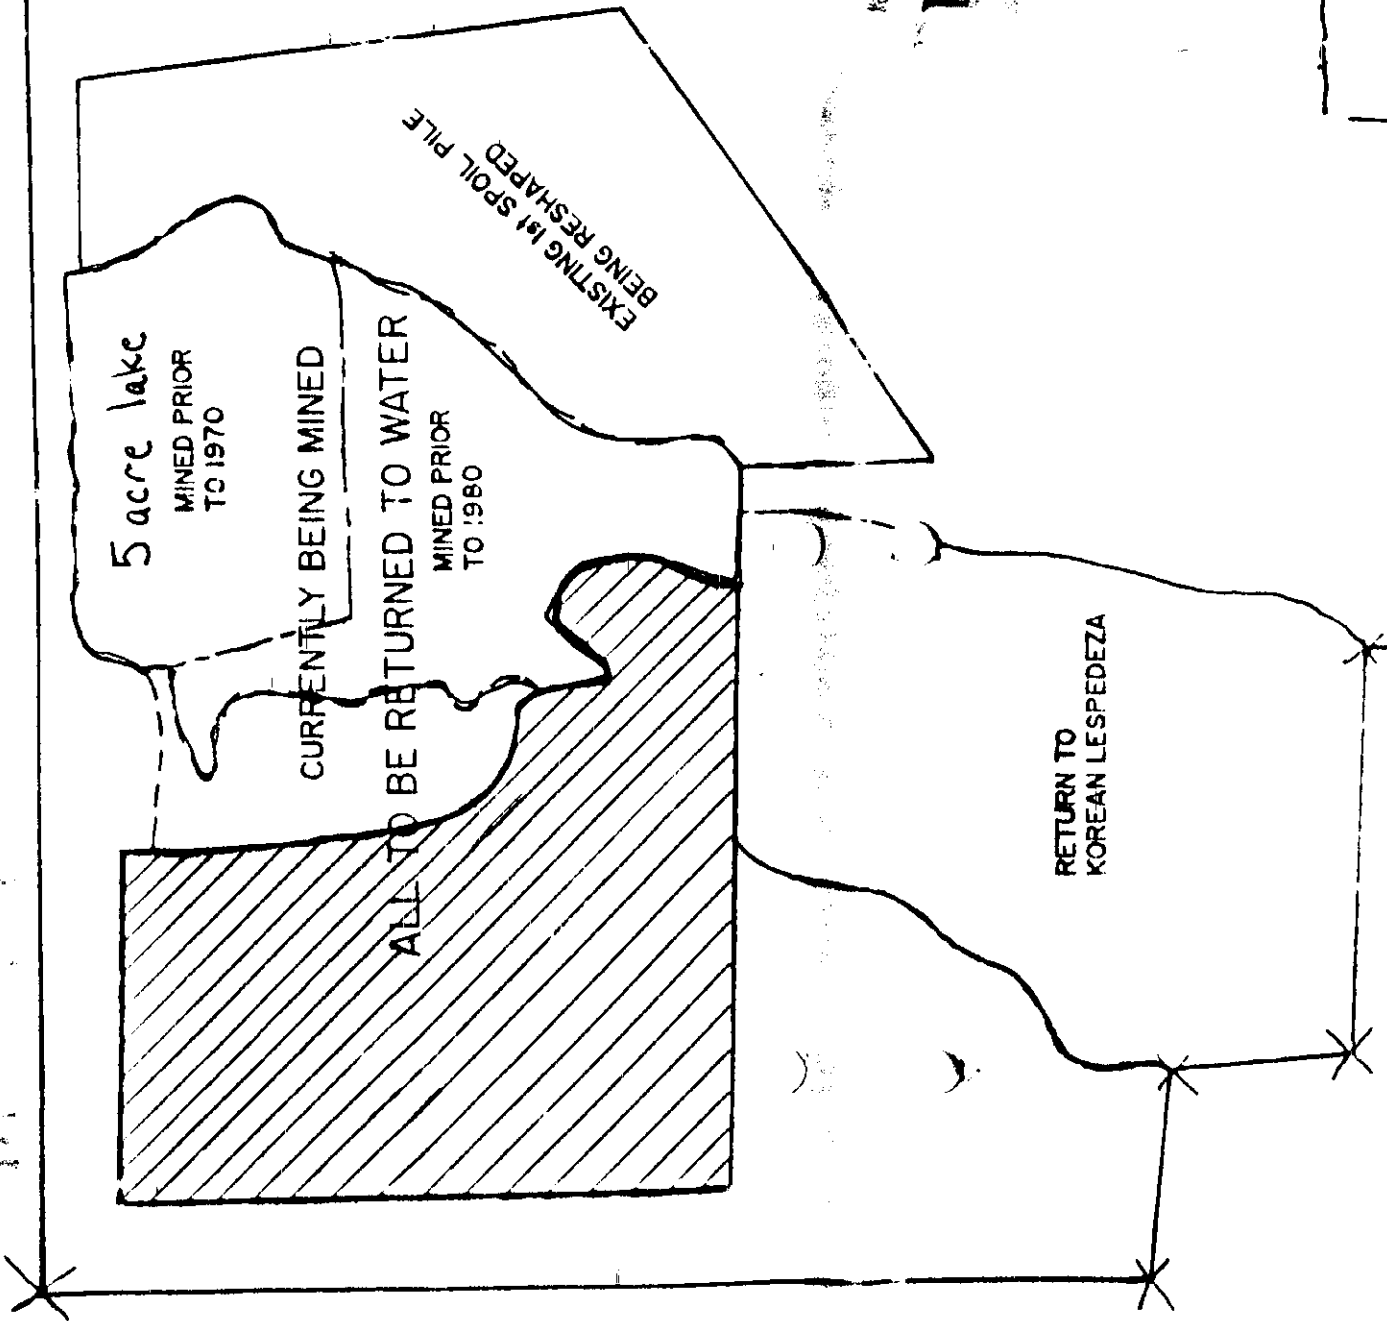 5 acre lake
MINED PRIOR
TO 1970
CURRENTLY BEING MINED
ALL TO BE RETURNED TO WATER
MINED PRIOR
TO 1980
EXISTING 1st SPOIL PILE
BEING RESHAPED
RETURN TO
KOREAN LESPEDEZA